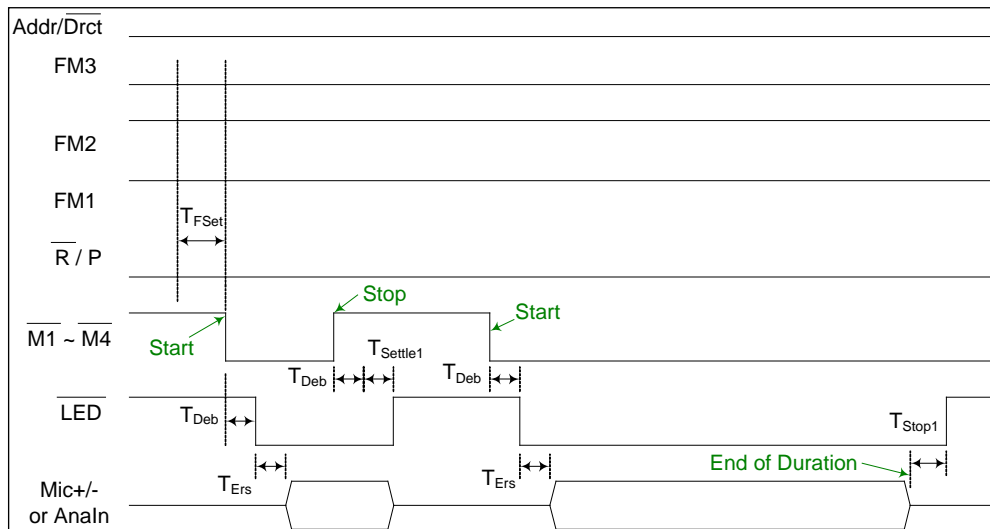 Addr/Drct
FM3
FM2
FM1
TFSet
R / P
Stop
M1 ~ M4
Start
Start
TSettle1
TDeb
TDeb
LED
TDeb
TStop1
End of Duration
TErs
TErs
Mic+/-
or AnaIn